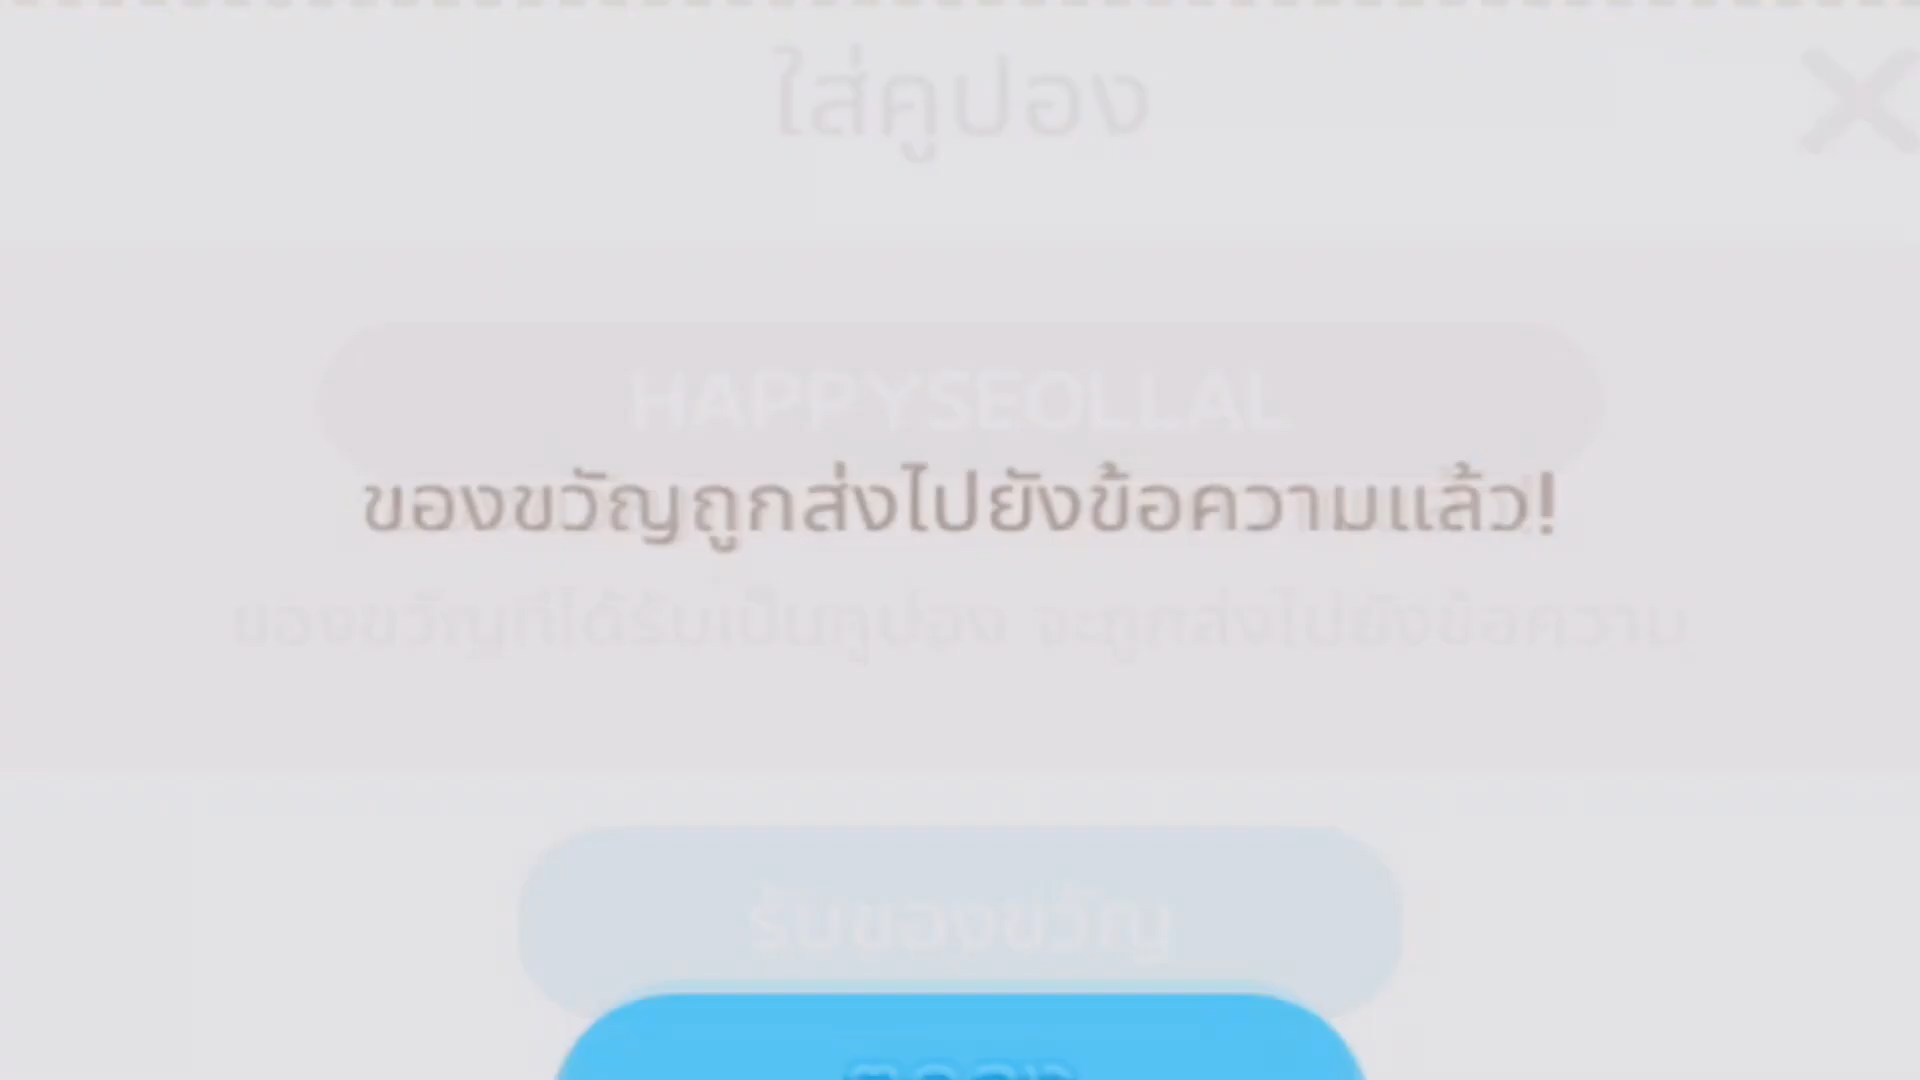 ใส่คูปอง
HAPPYSEOLLAL
ของขวัญถูกส่งไปยังข้อความแล้ว!
ของขวัญที่ได้รับเป็นคูปอง จะถูกส่งไปยังข้อความ
รับของขวัญ